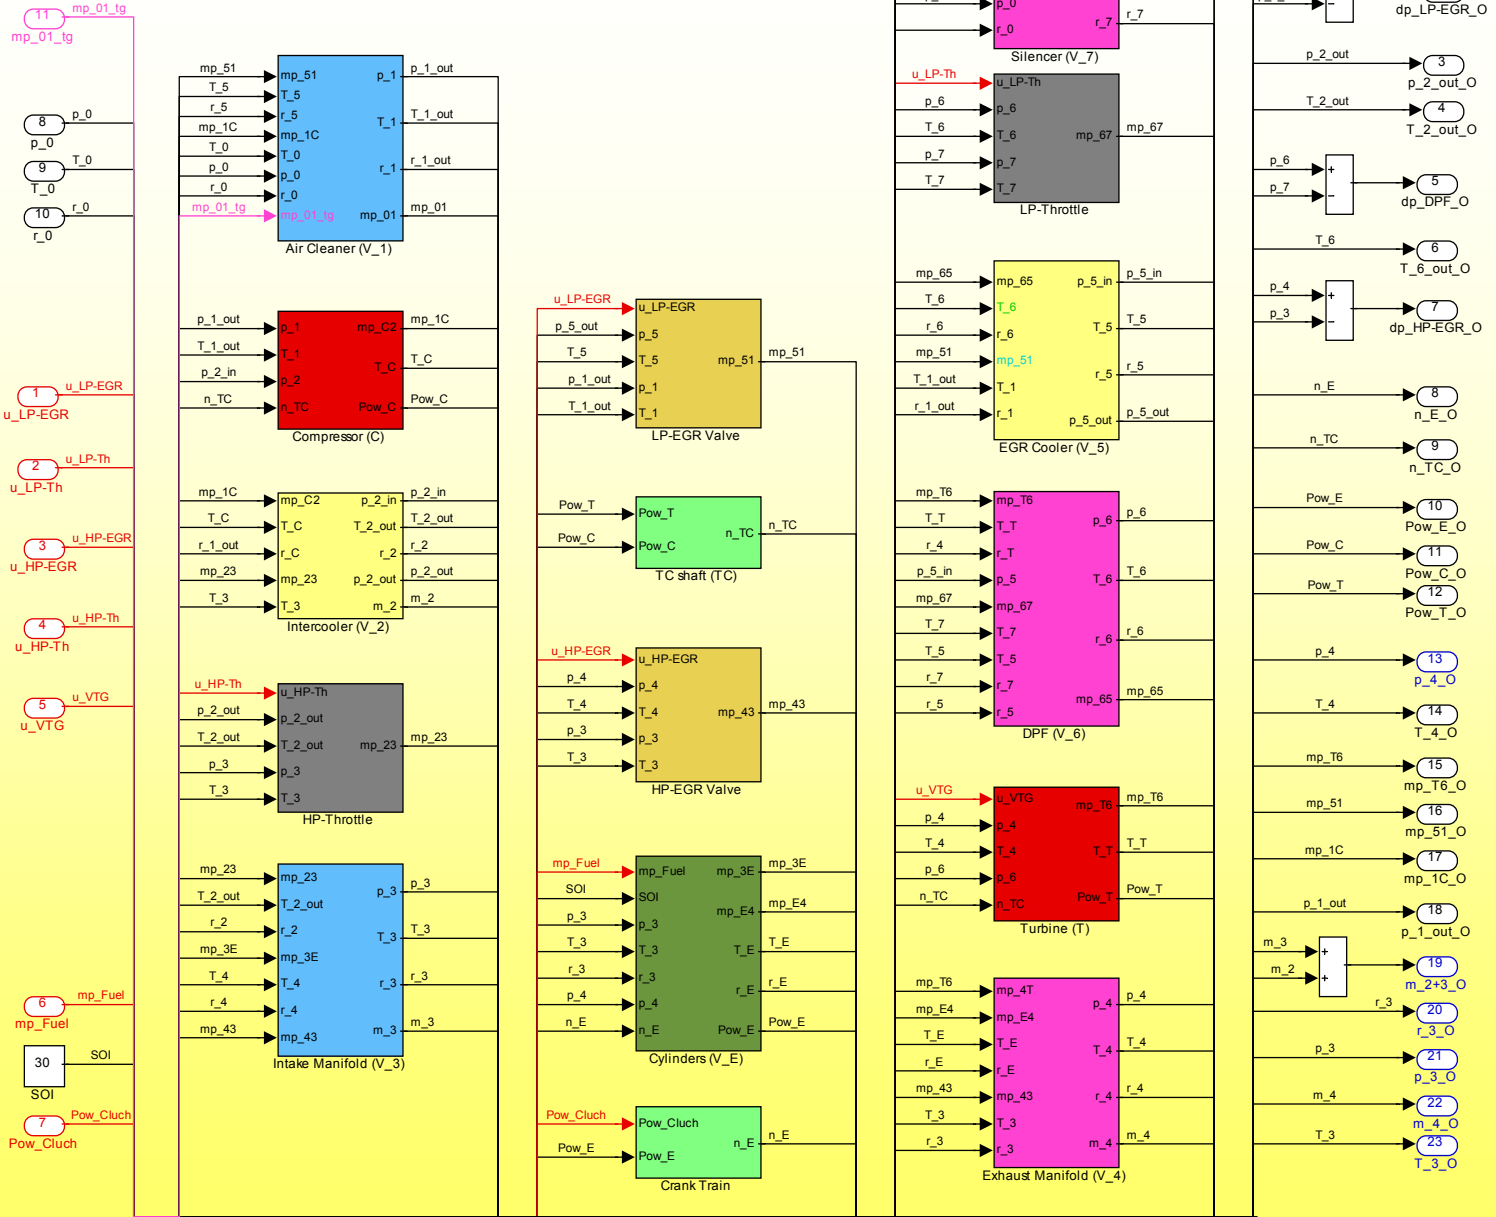 11
mp_01_tg
mp_01_tg
8
p_0
p_0
9
T_0
T_0
10
r_0
r_0
1
u_LP-EGR
u_LP-EGR
2
u_LP-Th
u_LP-Th
3
u_HP-EGR
u_HP-EGR
4
u_HP-Th
u_HP-Th
5
u_VTG
u_VTG
6
mp_Fuel
mp_Fuel
30
SOI
SOI
7
Pow_Cluch
Pow_Cluch
mp_51 mp_51 p_1 p_1_out
T_5 T_5
r_5 r_5
mp_1C mp_1C T_1 T_1_out
T_0 T_0
p_0 p_0 r_1 r_1_out
r_0 r_0
mp_01_tg mp_01_tg mp_01 mp_01
Air Cleaner (V_1)
p_1_out p_1 mp_C2 mp_1C
T_1_out T_1 T_C T_C
p_2_in p_2
n_TC n_TC Pow_C Pow_C
Compressor (C)
mp_1C mp_C2 p_2_in p_2_in
T_C T_C T_2_out T_2_out
r_1_out r_C r_2 r_2
mp_23 mp_23 p_2_out p_2_out
T_3 T_3 m_2 m_2
Intercooler (V_2)
u_HP-Th u_HP-Th
p_2_out p_2_out
T_2_out T_2_out mp_23 mp_23
p_3 p_3
T_3 T_3
HP-Throttle
mp_23 mp_23 p_3 p_3
T_2_out T_2_out
r_2 r_2 T_3 T_3
mp_3E mp_3E
T_4 T_4 r_3 r_3
r_4 r_4
mp_43 mp_43 m_3 m_3
Intake Manifold (V_3)
u_LP-EGR u_LP-EGR
p_5_out p_5
T_5 T_5 mp_51 mp_51
p_1_out p_1
T_1_out T_1
LP-EGR Valve
Pow_T Pow_T n_TC n_TC
Pow_C Pow_C
TC shaft (TC)
u_HP-EGR u_HP-EGR
p_4 p_4
T_4 T_4 mp_43 mp_43
p_3 p_3
T_3 T_3
HP-EGR Valve
mp_Fuel mp_Fuel mp_3E mp_3E
SOI SOI
p_3 p_3 mp_E4 mp_E4
T_3 T_3 T_E T_E
r_3 r_3 r_E r_E
p_4 p_4
n_E n_E Pow_E Pow_E
Cylinders (V_E)
Pow_Cluch Pow_Cluch n_E n_E
Pow_E Pow_E
Crank Train
p_0
r_0 r_7 r_7
Silencer (V_7)
u_LP-Th u_LP-Th
p_6 p_6
T_6 T_6 mp_67 mp_67
p_7 p_7
T_7 T_7
LP-Throttle
mp_65 mp_65 p_5_in p_5_in
T_6 T_6 T_5 T_5
r_6 r_6
mp_51 mp_51 r_5 r_5
T_1_out T_1
r_1_out r_1 p_5_out p_5_out
EGR Cooler (V_5)
mp_T6 mp_T6 p_6 p_6
T_T T_T
r_4 r_T
p_5_in p_5 T_6 T_6
mp_67 mp_67
T_7 T_7 r_6 r_6
T_5 T_5
r_7 r_7 mp_65 mp_65
r_5 r_5
DPF (V_6)
u_VTG u_VTG mp_T6 mp_T6
p_4 p_4
T_4 T_4 T_T T_T
p_6 p_6
n_TC n_TC Pow_T Pow_T
Turbine (T)
mp_T6 mp_4T p_4 p_4
mp_E4 mp_E4
T_E T_E T_4 T_4
r_E r_E
mp_43 mp_43 r_4 r_4
T_3 T_3
r_3 r_3 m_4 m_4
Exhaust Manifold (V_4)
−
dp_LP-EGR_O
p_2_out 3
p_2_out_O
T_2_out 4
T_2_out_O
p_6 +
p_7 − 5
dp_DPF_O
T_6 6
T_6_out_O
p_4 +
p_3 − 7
dp_HP-EGR_O
n_E 8
n_E_O
n_TC 9
n_TC_O
Pow_E 10
Pow_E_O
Pow_C 11
Pow_C_O
Pow_T 12
Pow_T_O
p_4 13
p_4_O
T_4 14
T_4_O
mp_T6 15
mp_T6_O
mp_51 16
mp_51_O
mp_1C 17
mp_1C_O
p_1_out 18
p_1_out_O
m_3 +
m_2 + 19
m_2+3_O
r_3 20
r_3_O
p_3 21
p_3_O
m_4 22
m_4_O
T_3 23
T_3_O